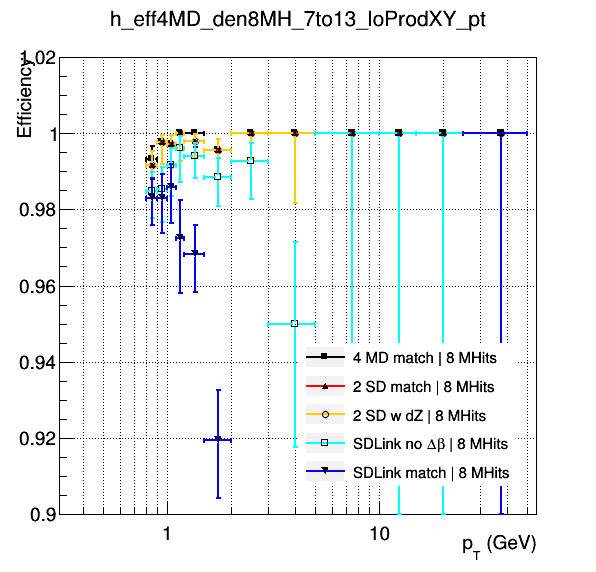 h_eff4MD_den8MH_7to13_loProdXY_pt
Efficiency
1.02
1
0.98
0.96
0.94
0.92
0.9
4 MD match | 8 MHits
2 SD match | 8 MHits
2 SD w dZ | 8 MHits
SDLink no Δβ | 8 MHits
SDLink match | 8 MHits
1
10
p_T (GeV)